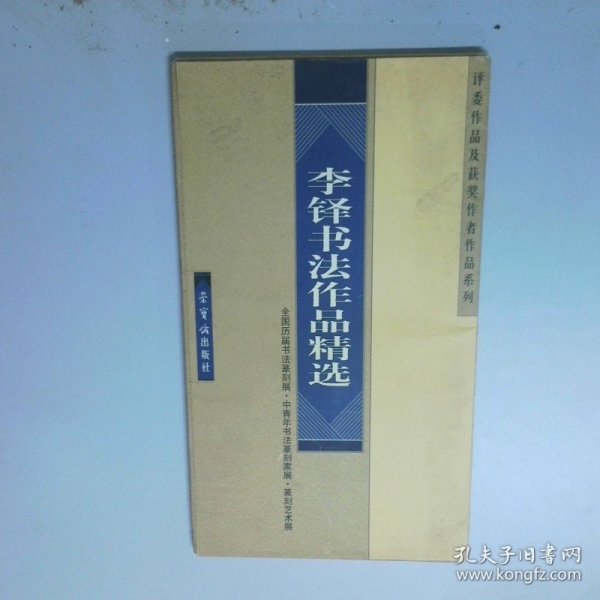 评委作品及获奖作者作品系列
李铎书法作品精选
全国历届书法篆刻展·中青年书法篆刻家展·篆刻艺术展
荣宝斋出版社
孔夫子旧书网
www.kongfz.com